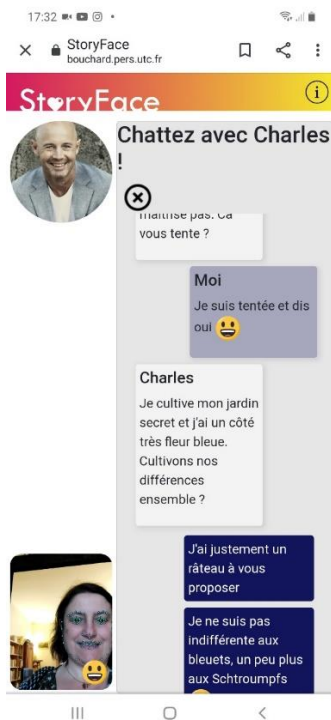 17:32
StoryFace
bouchard.pers.utc.fr
StoryFace
i
Chattez avec Charles
!
maîtrise pas. Ca
vous tente ?
Moi
Je suis tentée et dis
oui 😃
Charles
Je cultive mon jardin
secret et j'ai un côté
très fleur bleue.
Cultivons nos
différences
ensemble ?
J'ai justement un
râteau à vous
proposer
Je ne suis pas
indifférente aux
bleuets, un peu plus
aux Schtroumpfs